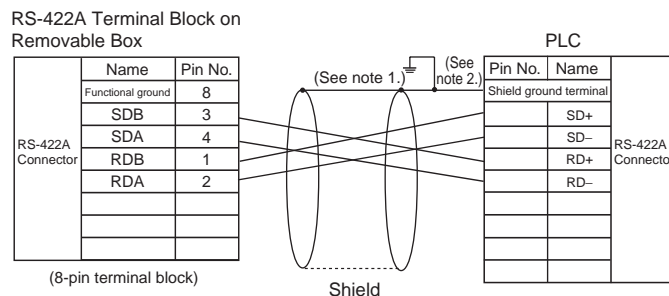 RS-422A Terminal Block on
Removable Box
PLC
(See note 1.)
(See
note 2.)
Name Pin No.
Functional ground 8
SDB 3
SDA 4
RDB 1
RDA 2
RS-422A
Connector
(8-pin terminal block)
Shield
Pin No. Name
Shield ground terminal
SD+
SD−
RD+
RD−
RS-422A
Connecto